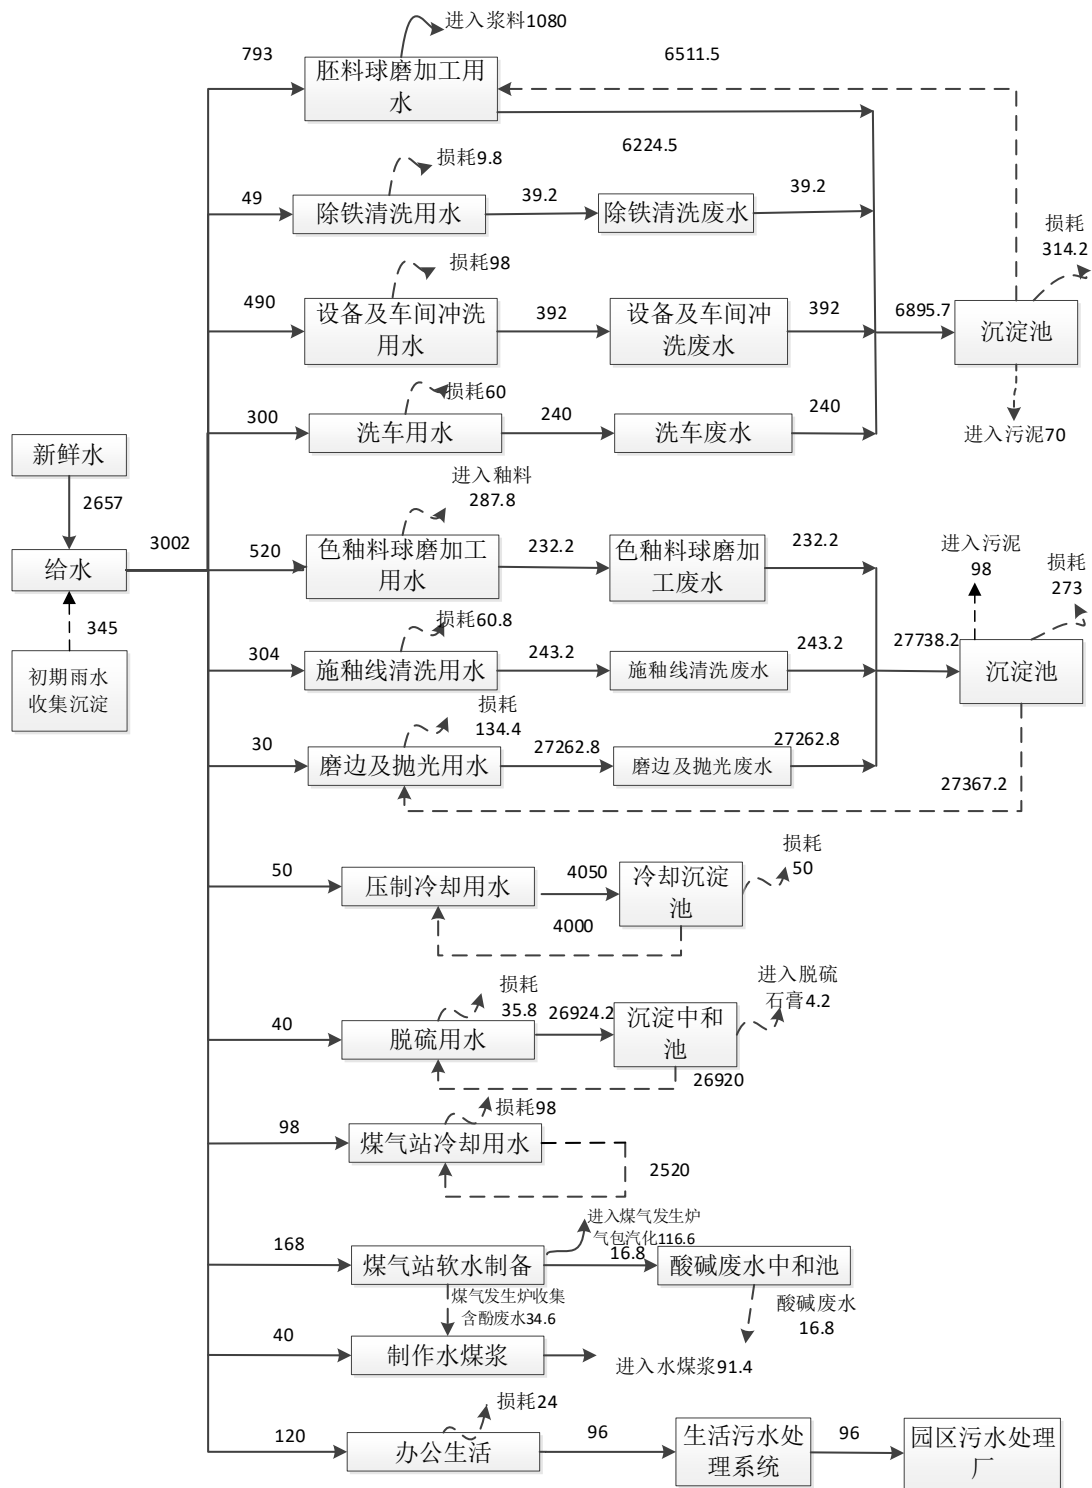 进入浆料1080
793
胚料球磨加工用
水
6511.5
6224.5
损耗9.8
49
除铁清洗用水
39.2
除铁清洗废水
39.2
损耗
314.2
损耗98
490
设备及车间冲洗
用水
392
设备及车间冲
洗废水
392
6895.7
沉淀池
损耗60
300
洗车用水
240
洗车废水
240
进入污泥70
新鲜水
2657
给水
3002
345
初期雨水
收集沉淀
进入釉料
287.8
520
色釉料球磨加工
用水
232.2
色釉料球磨加
工废水
232.2
进入污泥
98
损耗
273
损耗60.8
304
施釉线清洗用水
243.2
施釉线清洗废水
243.2
27738.2
沉淀池
损耗
134.4
30
磨边及抛光用水
27262.8
磨边及抛光废水
27262.8
27367.2
50
压制冷却用水
4050
冷却沉淀
池
损耗
50
4000
损耗
35.8
40
脱硫用水
26924.2
沉淀中和
池
进入脱硫
石膏4.2
26920
损耗98
98
煤气站冷却用水
2520
进入煤气发生炉
气包汽化116.6
168
煤气站软水制备
16.8
酸碱废水中和池
煤气发生炉收集
含酚废水34.6
酸碱废水
16.8
40
制作水煤浆
进入水煤浆91.4
损耗24
120
办公生活
96
生活污水处
理系统
96
园区污水处理
厂